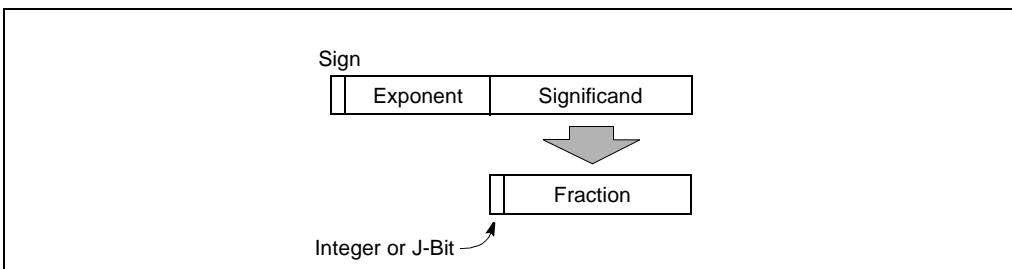 Sign
Exponent Significand
Fraction
Integer or J-Bit